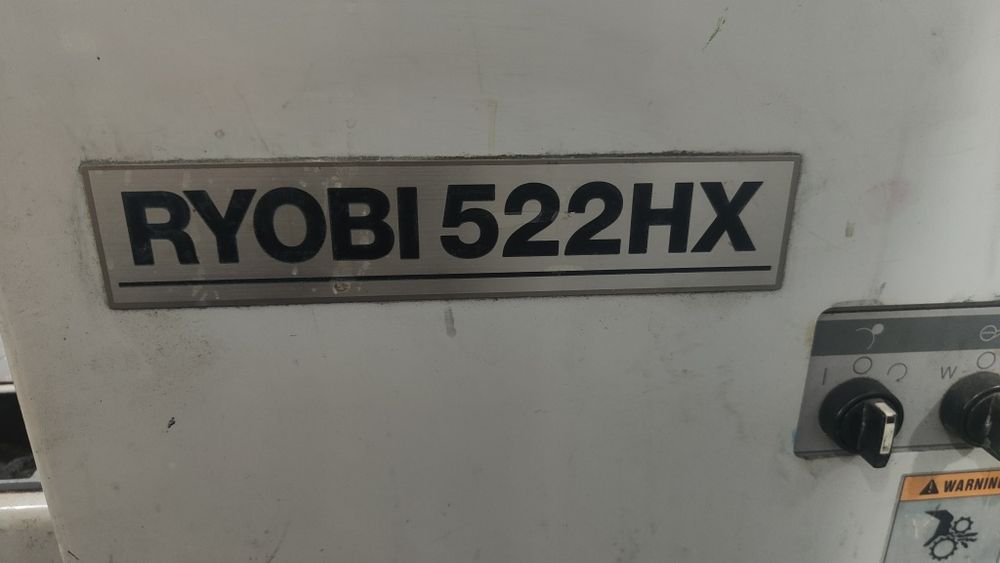 RYOBI 522HX
I
W
WARNING